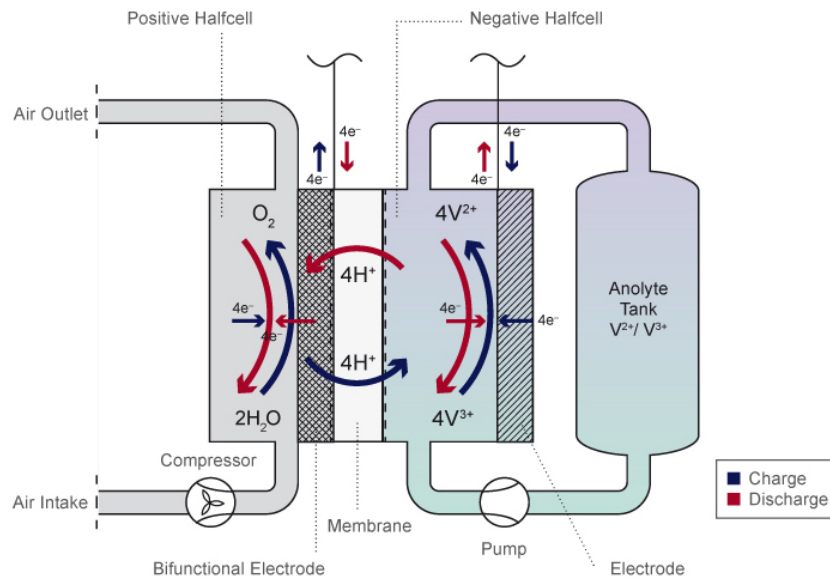 Positive Halfcell
Negative Halfcell
Air Outlet
4e⁻
4e⁻
4e⁻
4e⁻
O₂
4V²⁺
4H⁺
4e⁻
4e⁻
4e⁻
4e⁻
Anolyte
Tank
V²⁺/ V³⁺
4H⁺
2H₂O
4V³⁺
Compressor
Air Intake
Charge
Discharge
Membrane
Pump
Bifunctional Electrode
Electrode